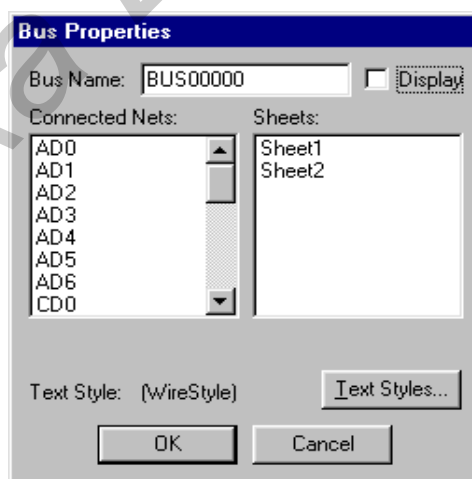 Bus Properties
Bus Name: BUS00000 Display
Connected Nets: Sheets:
AD0 Sheet1
AD1 Sheet2
AD2
AD3
AD4
AD5
AD6
CD0
Text Style: (WireStyle) Text Styles...
OK Cancel